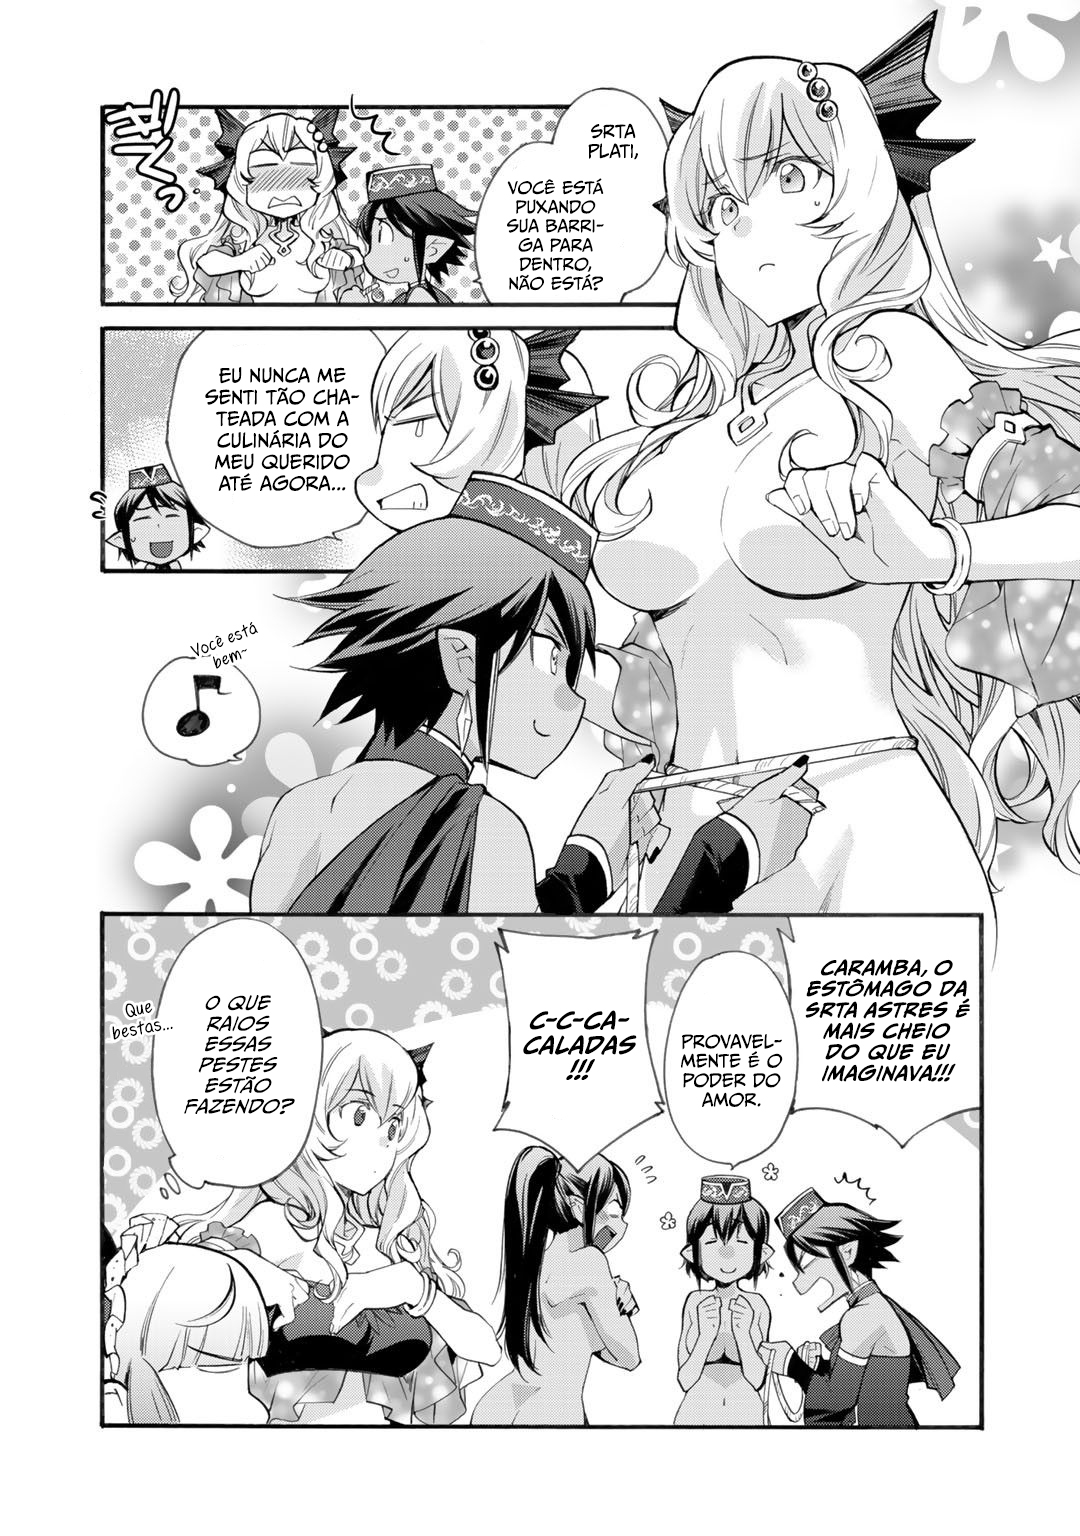 SRTA
PLATI,
VOCÊ ESTÁ
PUXANDO
SUA BARRI-
GA PARA
DENTRO,
NÃO ESTÁ?
EU NUNCA ME
SENTI TÃO CHA-
TEADA COM A
CULINÁRIA DO
MEU QUERIDO
ATÉ AGORA...
Você está
bem~
CARAMBA, O
ESTÔMAGO DA
SRTA ASTRES É
MAIS CHEIO
DO QUE EU
IMAGINAVA!!!
PROVAVEL-
MENTE É O
PODER DO
AMOR.
C-C-CA-
CALADAS
!!!
O QUE
RAIOS
ESSAS
PESTES
ESTÃO
FAZENDO?
Que
bestas...